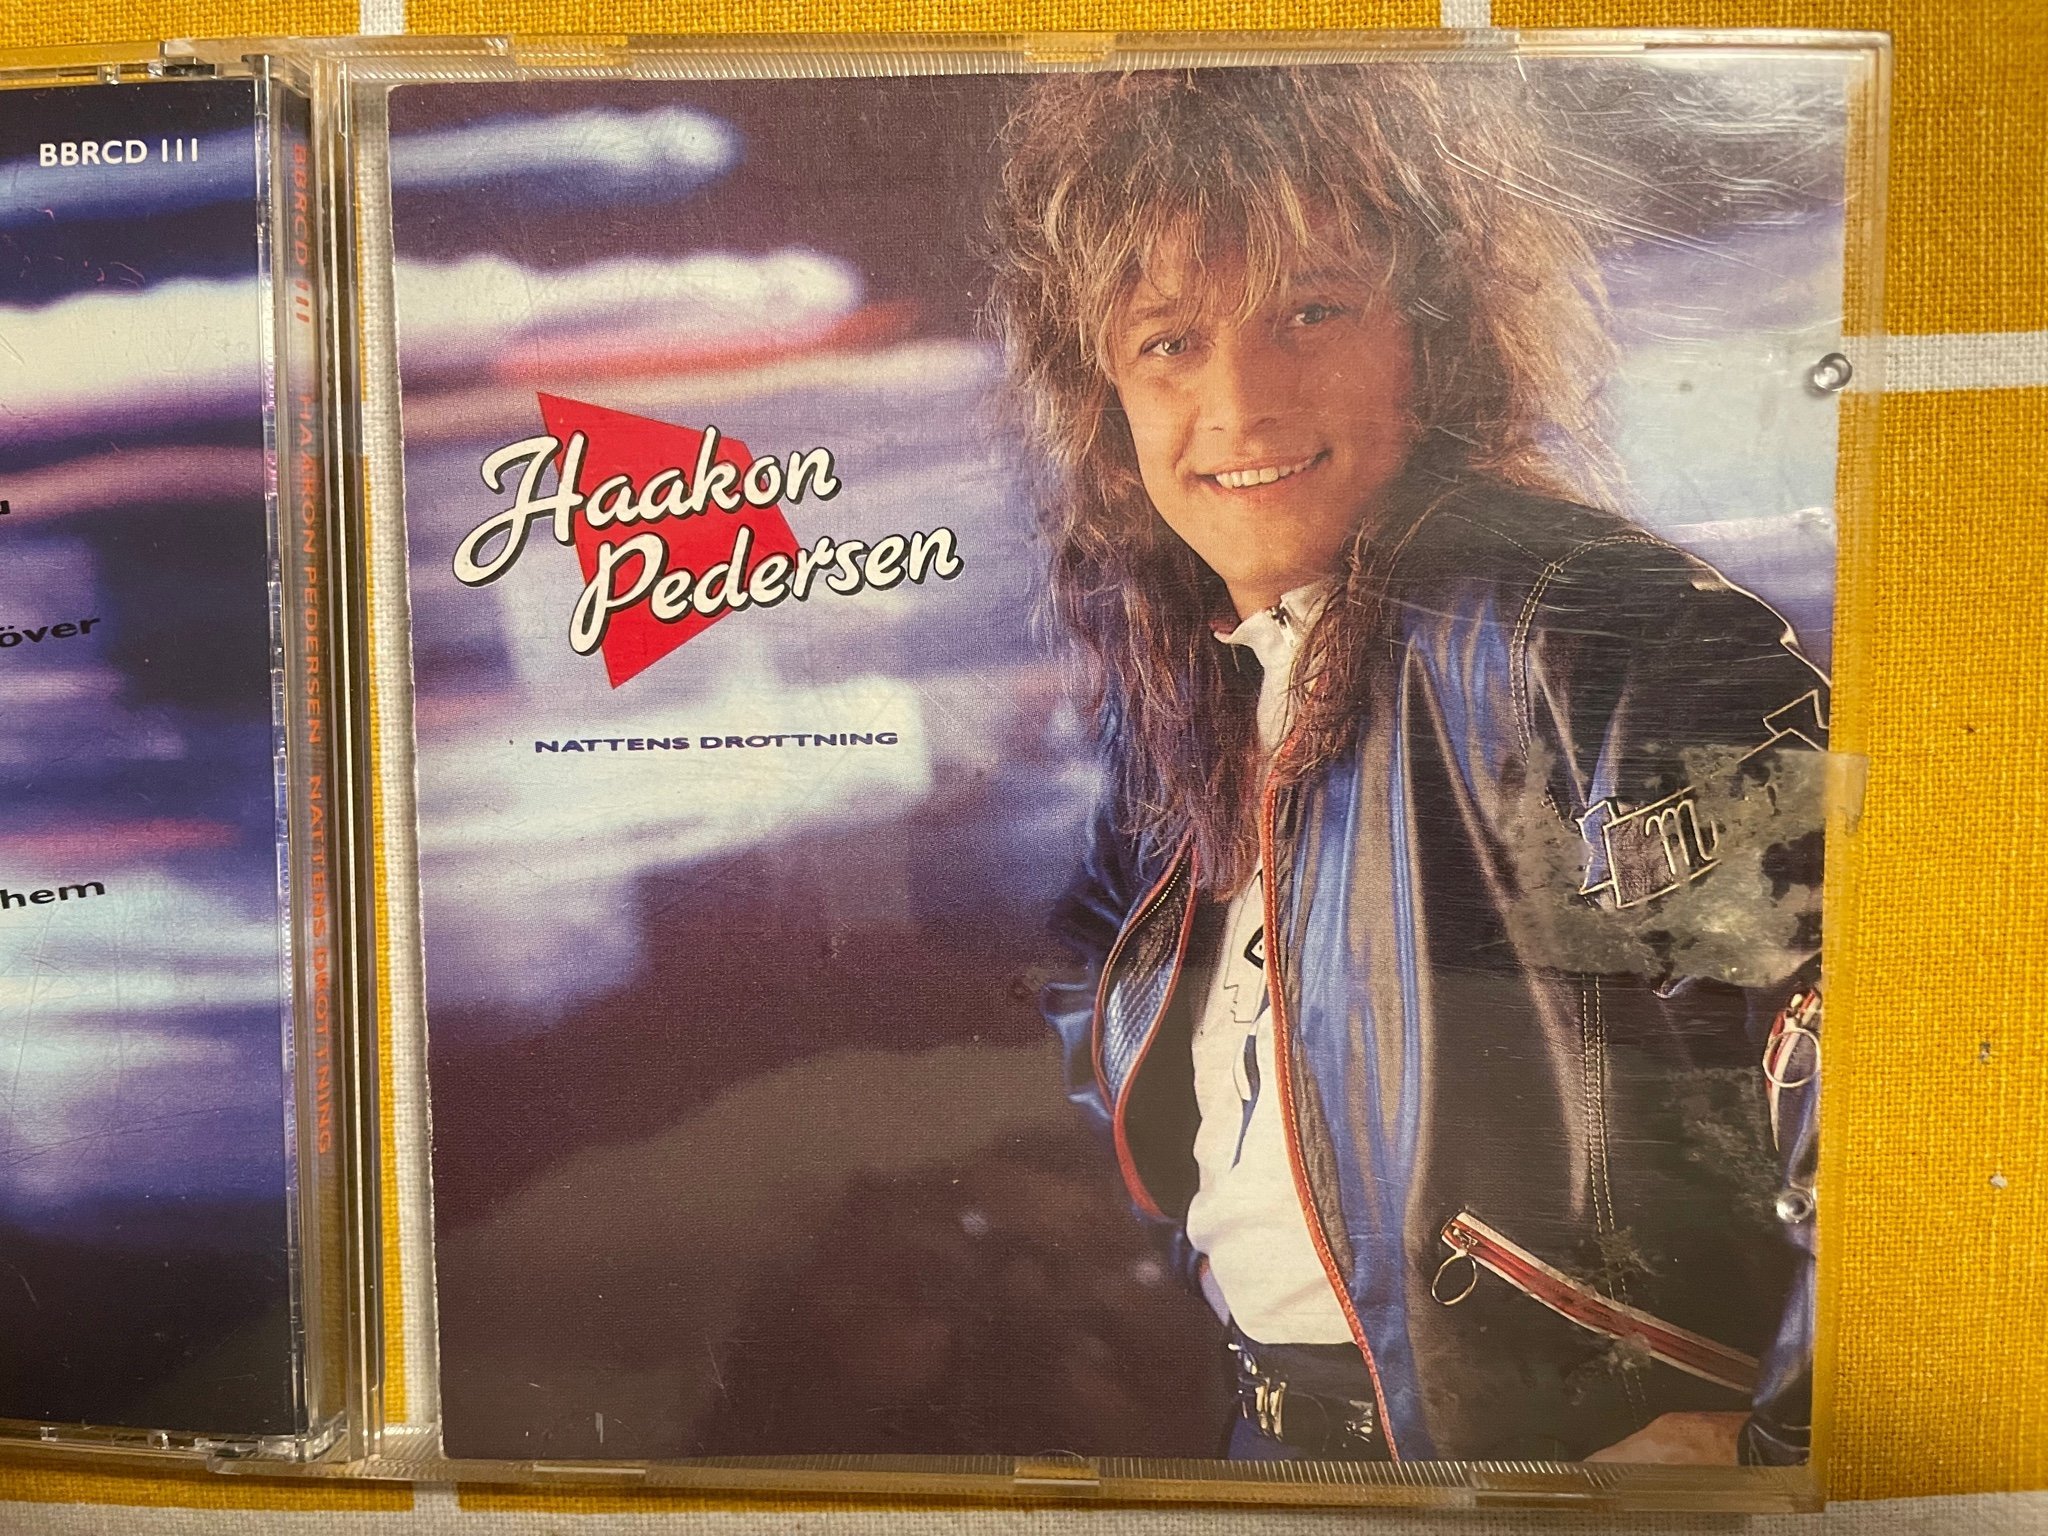 BBRCD 111
över
hem
BBRCD 111 HAAKON PEDERSEN NATTENS DROTTNING
Haakon
Pedersen
NATTENS DROTTNING
m